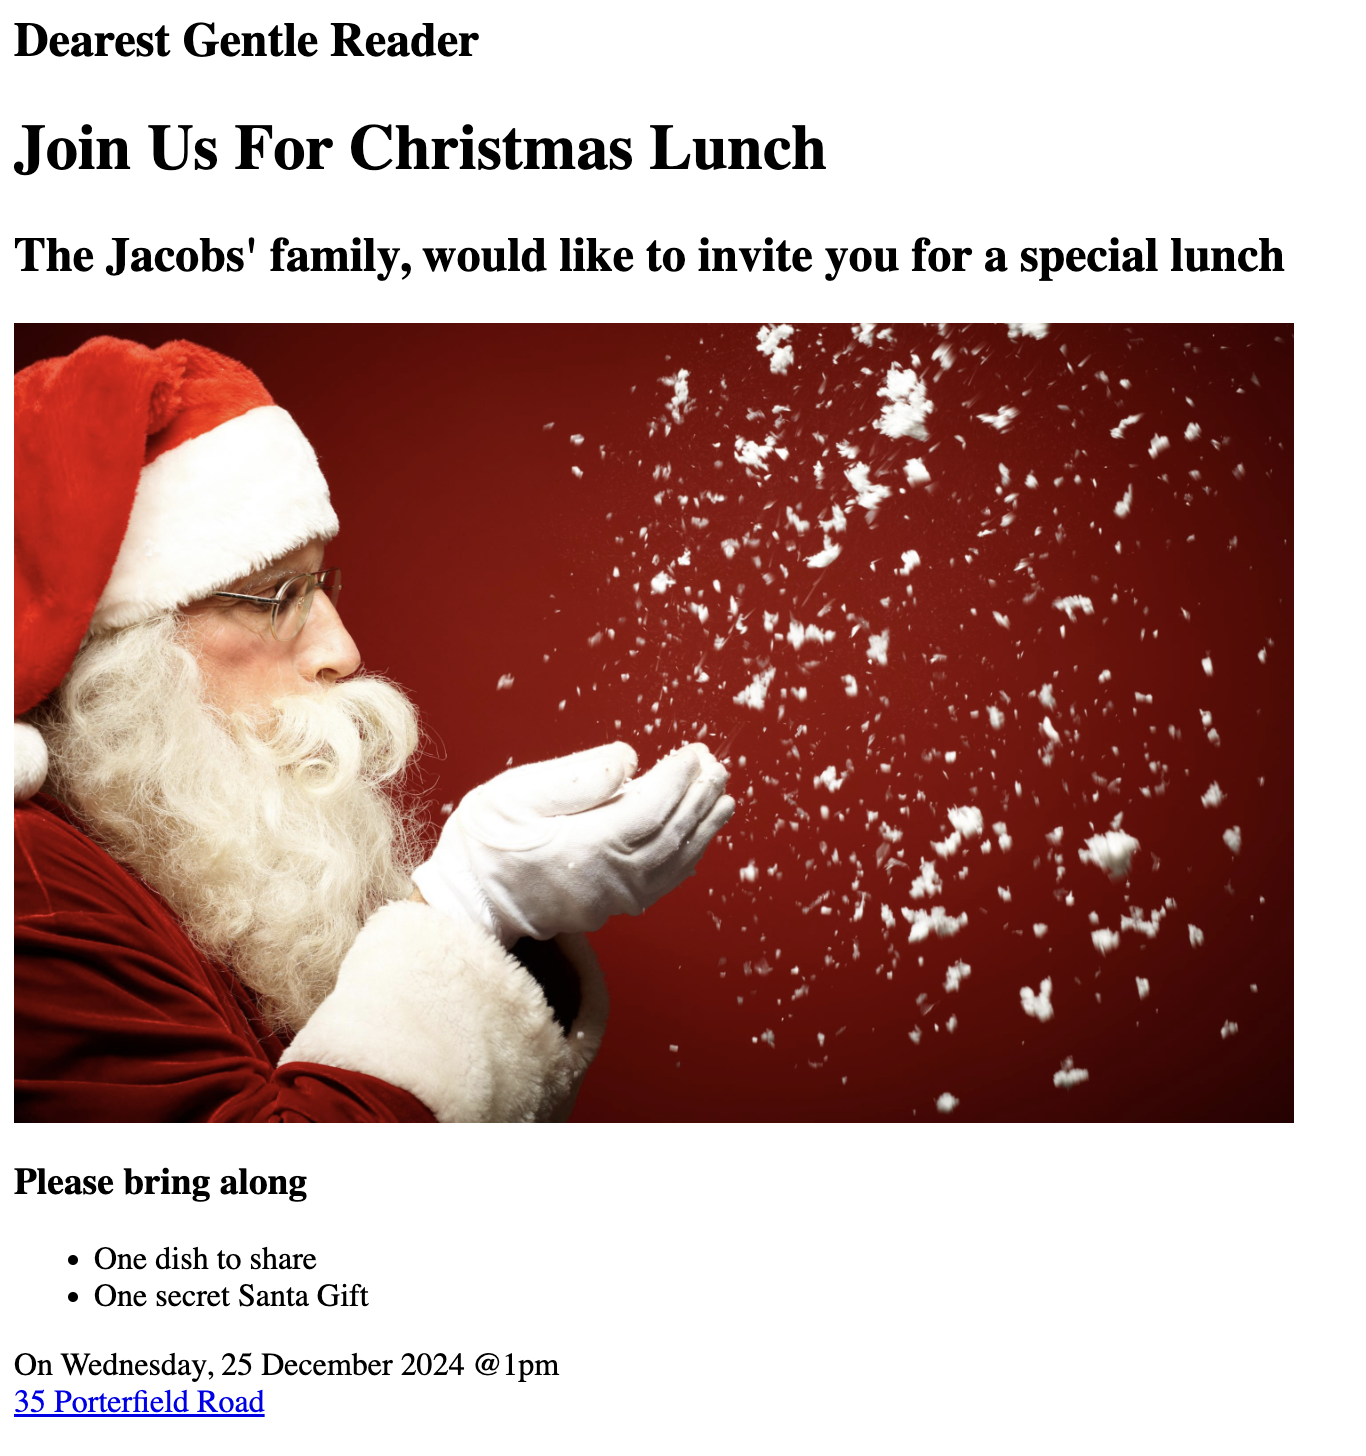 Dearest Gentle Reader
Join Us For Christmas Lunch
The Jacobs' family, would like to invite you for a special lunch
Please bring along
• One dish to share
• One secret Santa Gift
On Wednesday, 25 December 2024 @1pm
35 Porterfield Road